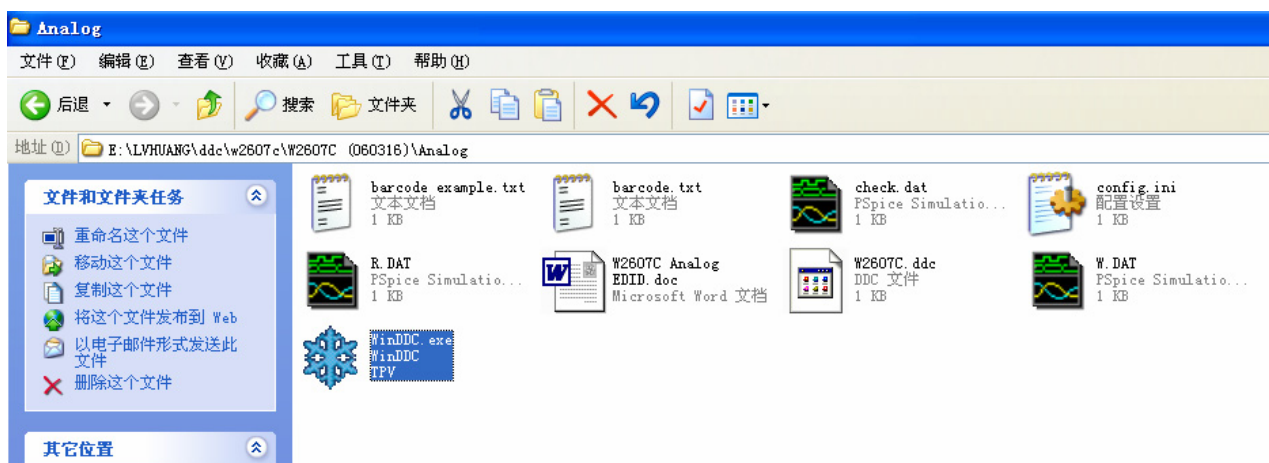 Analog
文件(F) 编辑(E) 查看(V) 收藏(A) 工具(T) 帮助(H)
后退 搜索 文件夹
地址(D) E:\LVHUANG\ddc\w2607c\W2607C (060316)\Analog
文件和文件夹任务
重命名这个文件
移动这个文件
复制这个文件
将这个文件发布到 Web
以电子邮件形式发送此
文件
删除这个文件
其它位置
barcode example.txt
文本文档
1 KB
barcode.txt
文本文档
1 KB
check.dat
PSpice Simulatio...
1 KB
config.ini
配置设置
1 KB
R.DAT
PSpice Simulatio...
1 KB
W2607C Analog
EDID.doc
Microsoft Word 文档
W2607C.ddc
DDC 文件
1 KB
W.DAT
PSpice Simulatio...
1 KB
WinDDC.exe
WinDDC
TPV